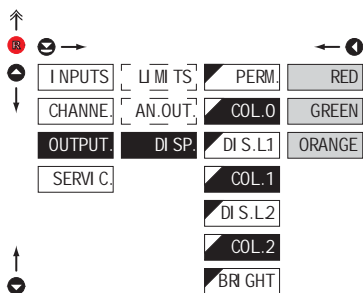 R
INPUTS LIMITS PERM. RED
CHANNE. AN.OUT. COL.0 GREEN
OUTPUT. DISP. DIS.L1 ORANGE
SERVIC. COL.1
DIS.L2
COL.2
BRIGHT